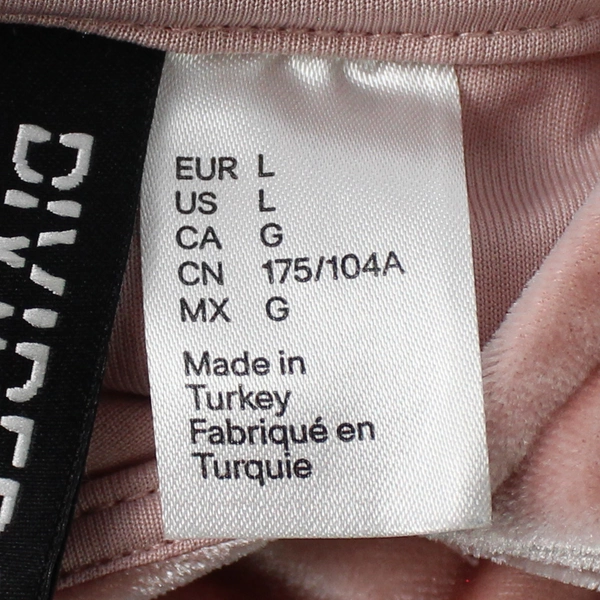 EUR L
US L
CA G
CN 175/104A
MX G
Made in
Turkey
Fabriqué en
Turquie